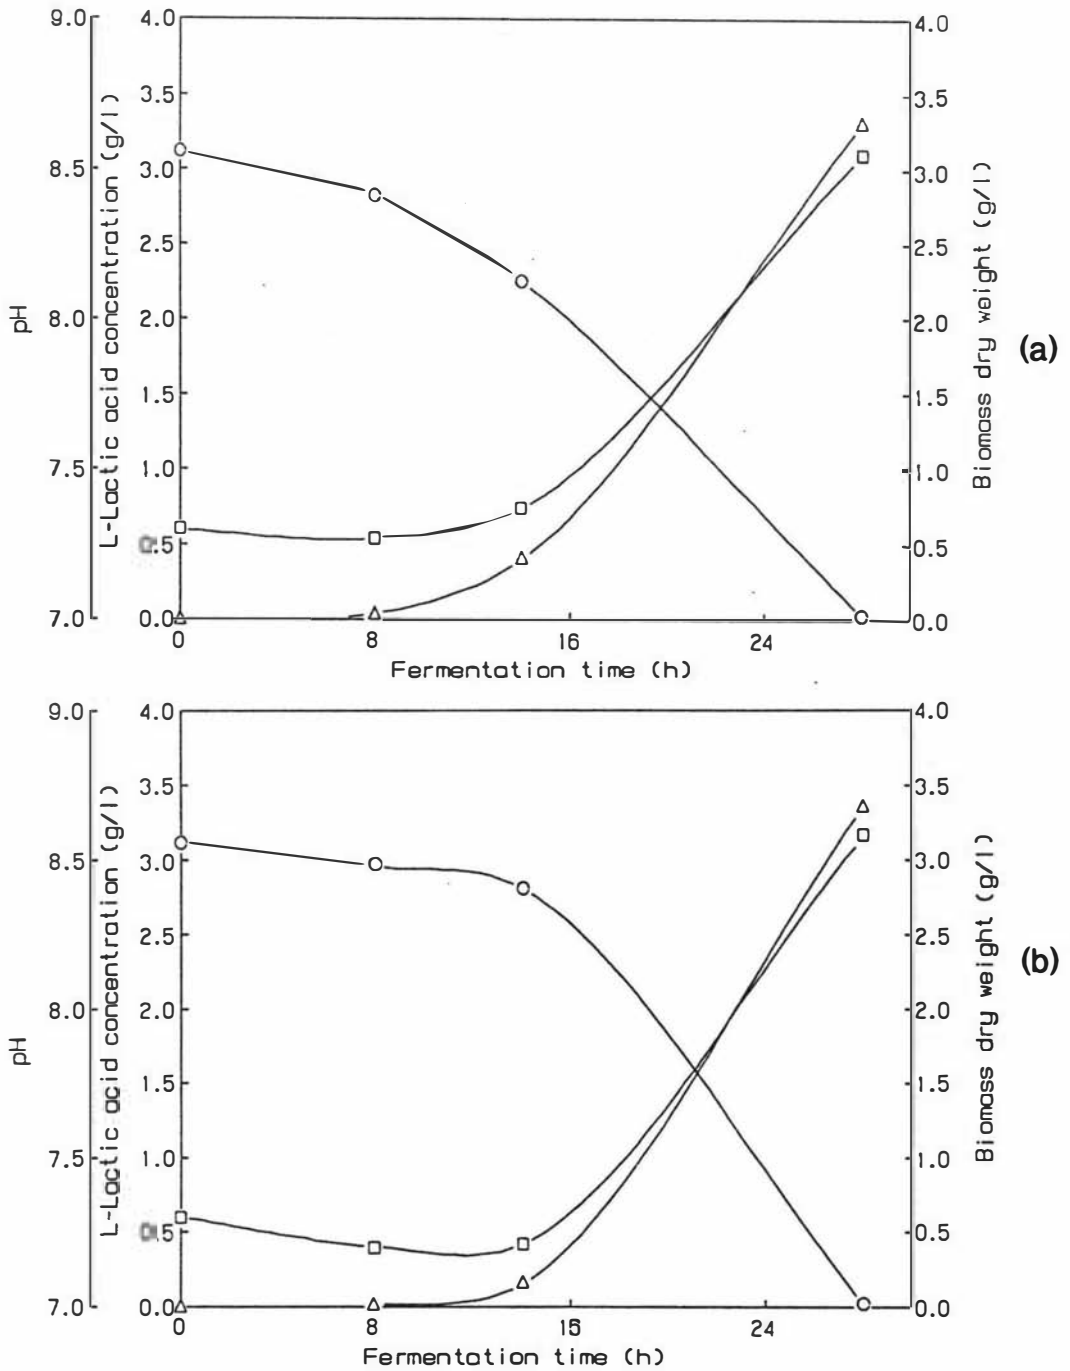 9.0 4.0 4.0
3.5 3.5
8.5 3.0 3.0
2.5 2.5
8.0 2.0 2.0
1.5 1.5
7.5 1.0 1.0
.5 0.5
7.0 0.0 0.0
pH
L-Lactic acid concentration (g/l)
Biomass dry weight (g/l)
(a)
0 8 16 24
Fermentation time (h)
9.0 4.0 4.0
3.5 3.5
8.5 3.0 3.0
2.5 2.5
8.0 2.0 2.0
1.5 1.5
7.5 1.0 1.0
.5 0.5
7.0 0.0 0.0
pH
L-Lactic acid concentration (g/l)
Biomass dry weight (g/l)
(b)
0 8 16 24
Fermentation time (h)